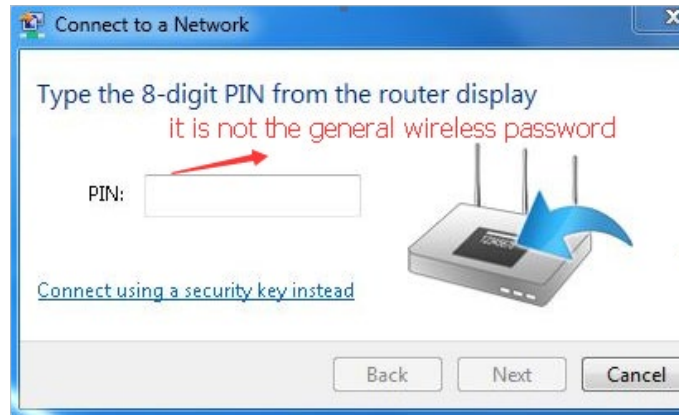 Connect to a Network
X
Type the 8-digit PIN from the router display
it is not the general wireless password
PIN:
12345678
Connect using a security key instead
Back
Next
Cancel